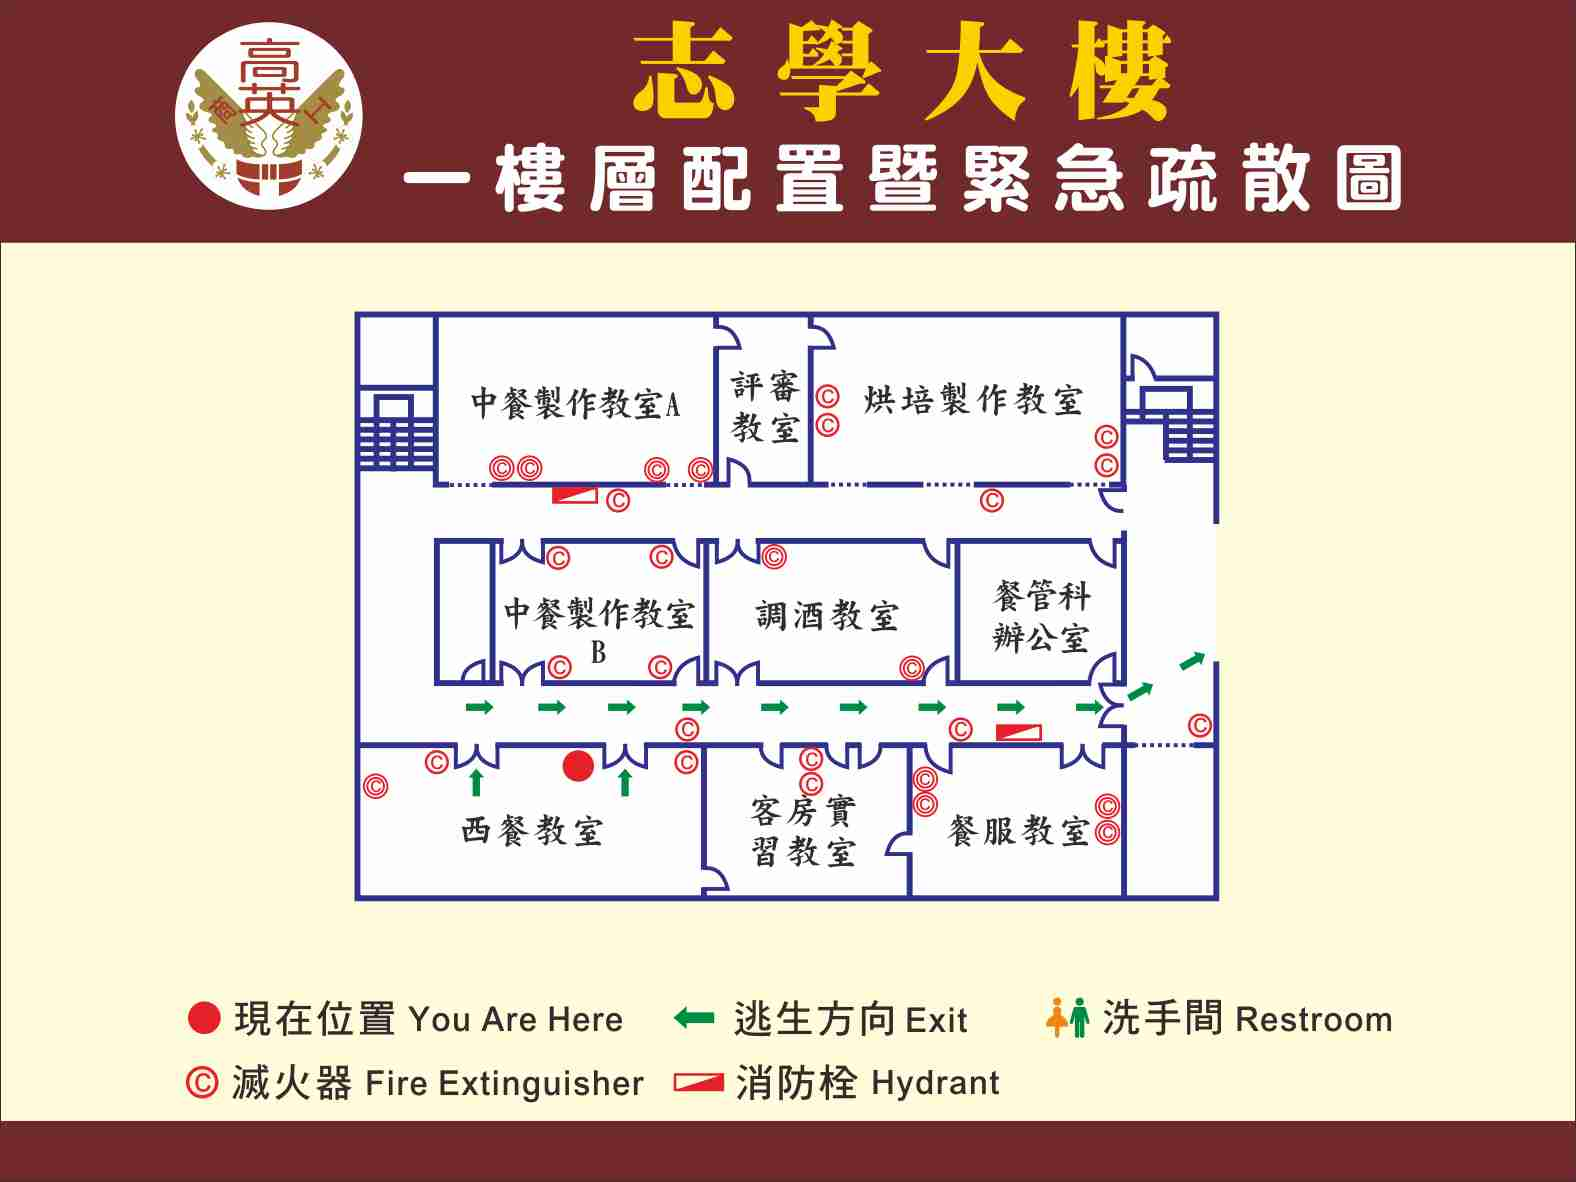 志學大樓
高英
商工
一樓層配置暨緊急疏散圖
中餐製作教室A
評審
教室
烘培製作教室
中餐製作教室
B
調酒教室
餐管科
辦公室
西餐教室
客房實
習教室
餐服教室
現在位置 You Are Here
逃生方向 Exit
洗手間 Restroom
滅火器 Fire Extinguisher
消防栓 Hydrant